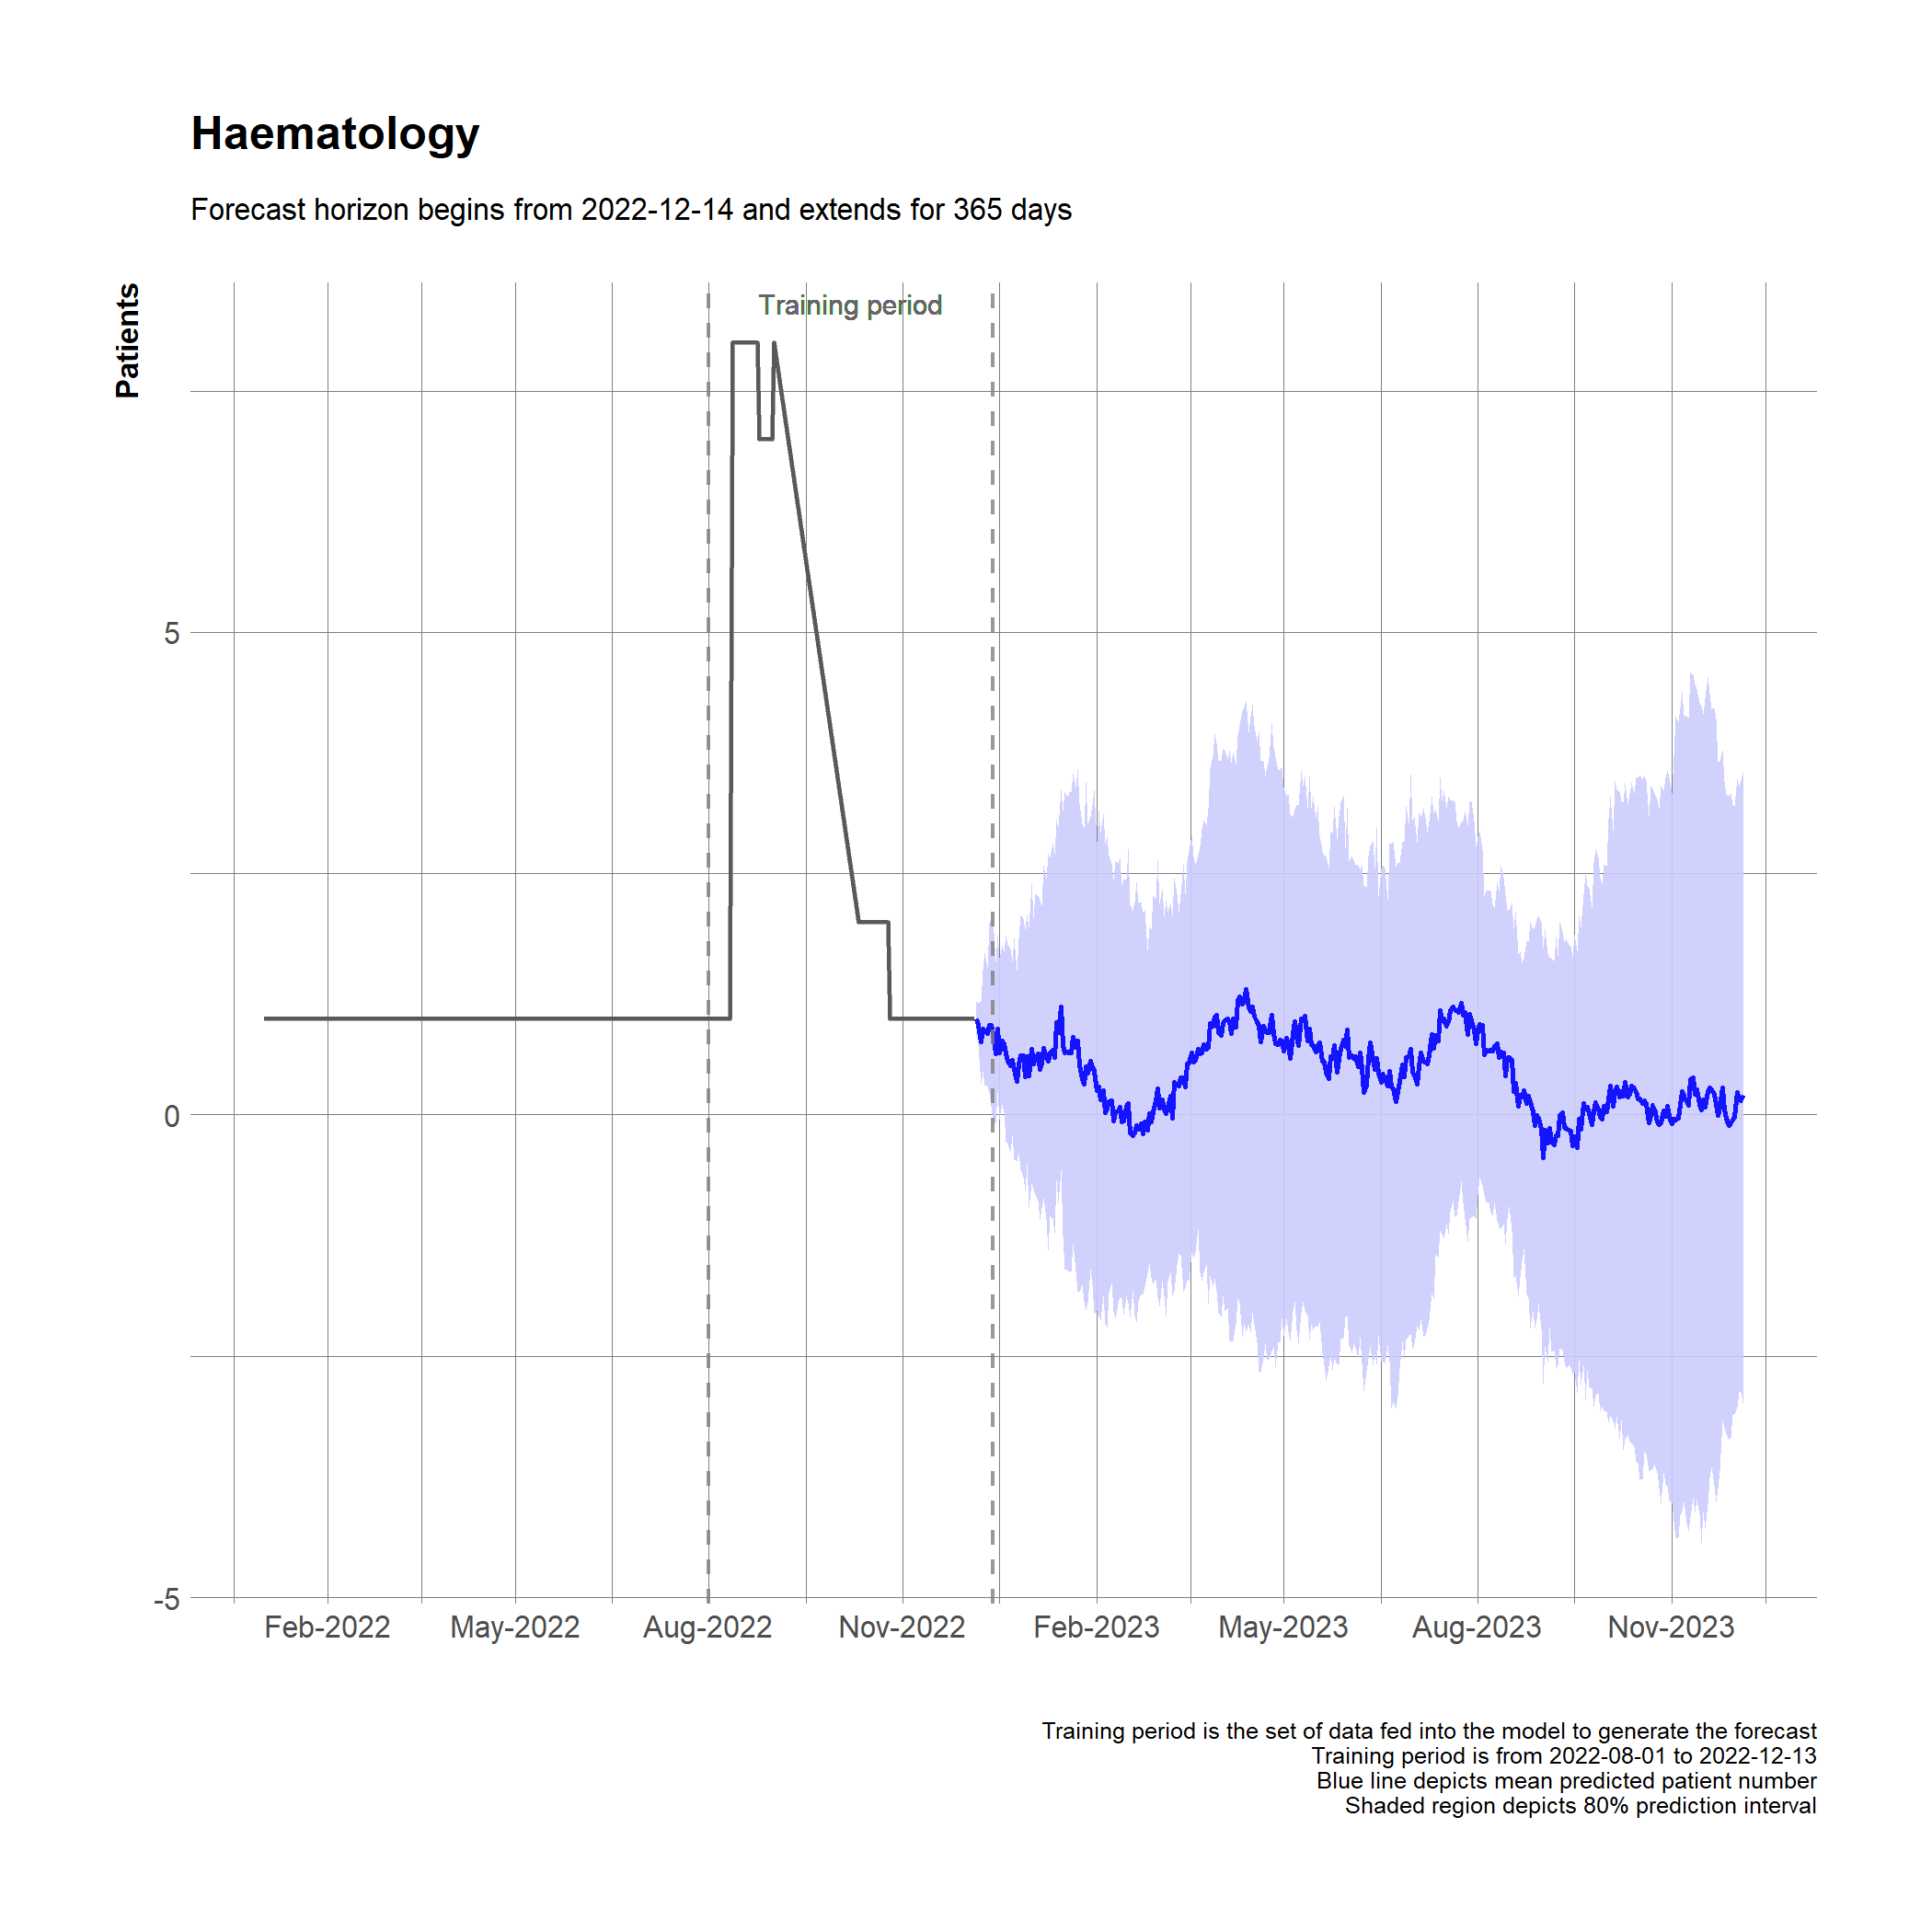 Haematology
Forecast horizon begins from 2022-12-14 and extends for 365 days
Patients
Training period
5
0
-5
Feb-2022 May-2022 Aug-2022 Nov-2022 Feb-2023 May-2023 Aug-2023 Nov-2023
Training period is the set of data fed into the model to generate the forecast
Training period is from 2022-08-01 to 2022-12-13
Blue line depicts mean predicted patient number
Shaded region depicts 80% prediction interval